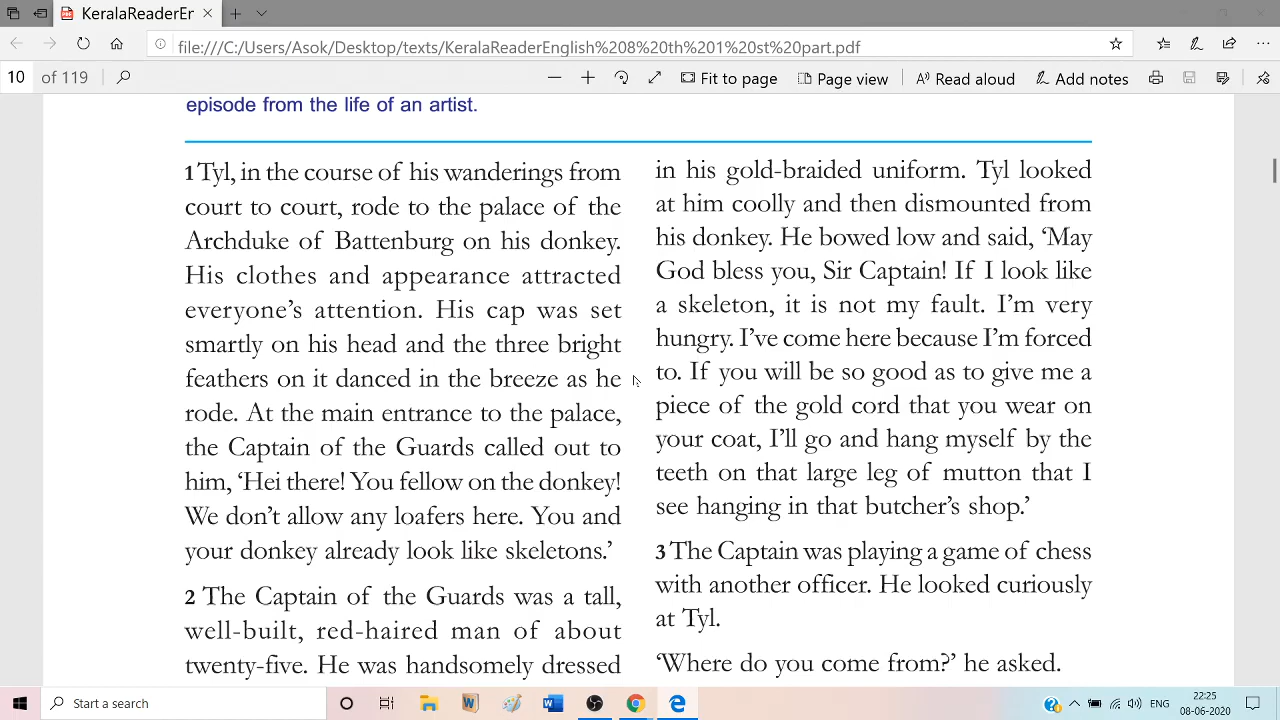 KeralaReaderEr
file:///C:/Users/Asok/Desktop/texts/KeralaReaderEnglish%208%20th%201%20st%20part.pdf
10 of 119
Fit to page
Page view
Read aloud
Add notes
episode from the life of an artist.
1 Tyl, in the course of his wanderings from
court to court, rode to the palace of the
Archduke of Battenburg on his donkey.
His clothes and appearance attracted
everyone’s attention. His cap was set
smartly on his head and the three bright
feathers on it danced in the breeze as he
rode. At the main entrance to the palace,
the Captain of the Guards called out to
him, ‘Hei there! You fellow on the donkey!
We don’t allow any loafers here. You and
your donkey already look like skeletons.’
2 The Captain of the Guards was a tall,
well-built, red-haired man of about
twenty-five. He was handsomely dressed
in his gold-braided uniform. Tyl looked
at him coolly and then dismounted from
his donkey. He bowed low and said, ‘May
God bless you, Sir Captain! If I look like
a skeleton, it is not my fault. I’m very
hungry. I’ve come here because I’m forced
to. If you will be so good as to give me a
piece of the gold cord that you wear on
your coat, I’ll go and hang myself by the
teeth on that large leg of mutton that I
see hanging in that butcher’s shop.’
3 The Captain was playing a game of chess
with another officer. He looked curiously
at Tyl.
‘Where do you come from?’ he asked.
Start a search
ENG
22:25
08-06-2020